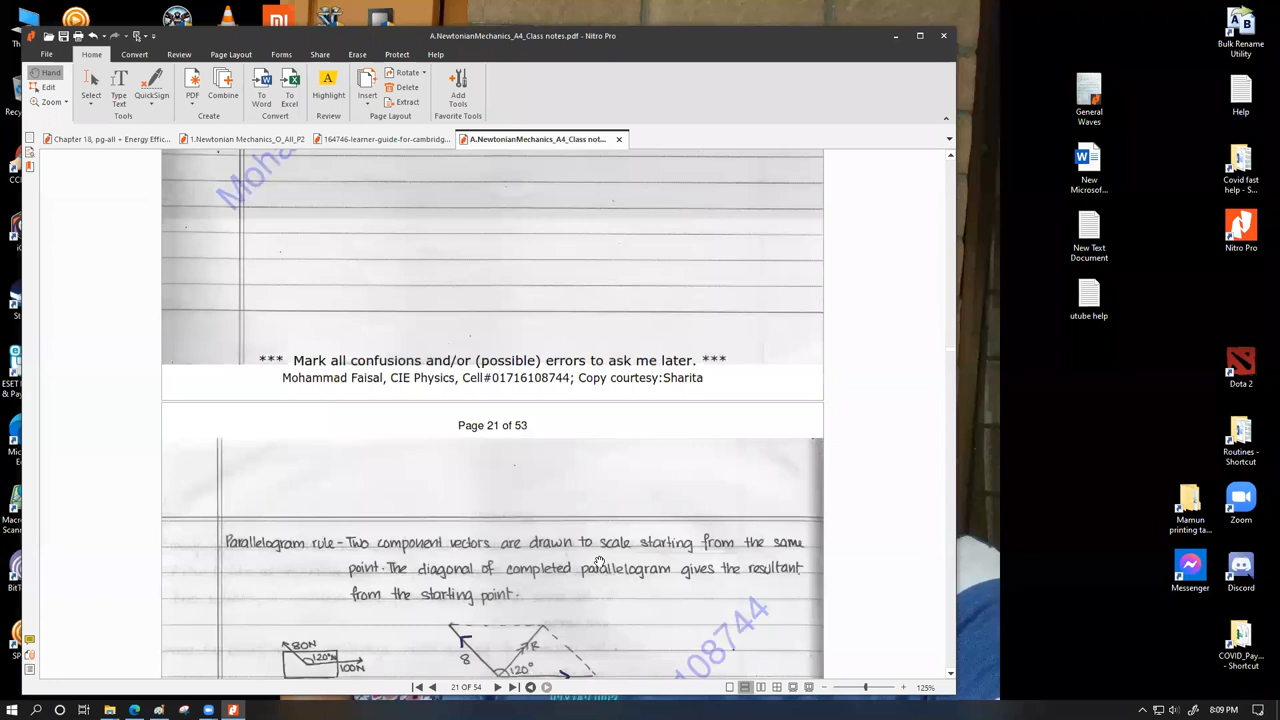 A.NewtonianMechanics_A4_Class notes.pdf - Nitro Pro
File Home Convert Review Page Layout Forms Share Erase Protect Help
Hand
Edit
Zoom
Select
Type Text
QuickSign
Tools
PDF
Combine
Create
To Word
To Excel
Convert
Highlight
Review
Insert
Rotate
Delete
Extract
Page Layout
Add Tools
Favorite Tools
Chapter 18, pg-all + Energy Effic...
1.Newtonian Mechanics_O_All_P2
164746-learner-guide-for-cambridg...
A.NewtonianMechanics_A4_Class not...
Moha
*** Mark all confusions and/or (possible) errors to ask me later. ***
Mohammad Faisal, CIE Physics, Cell#01716108744; Copy courtesy:Sharita
Page 21 of 53
Parallelogram rule - Two component vectors are drawn to scale starting from the same
point. The diagonal of completed parallelogram gives the resultant
from the starting point.
80N
120°
100N
8
R
120°
108744
21 OF 54
125%
General Waves
New Microsof...
New Text Document
utube help
Mamun printing ta...
Messenger
Bulk Rename Utility
Help
Covid fast help - S...
Nitro Pro
Dota 2
Routines - Shortcut
Zoom
Discord
COVID_Pay... - Shortcut
8:09 PM